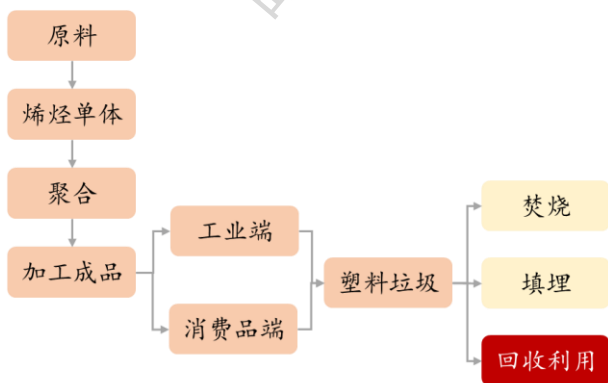 原料
烯烃单体
聚合
加工成品
工业端
消费品端
塑料垃圾
焚烧
填埋
回收利用